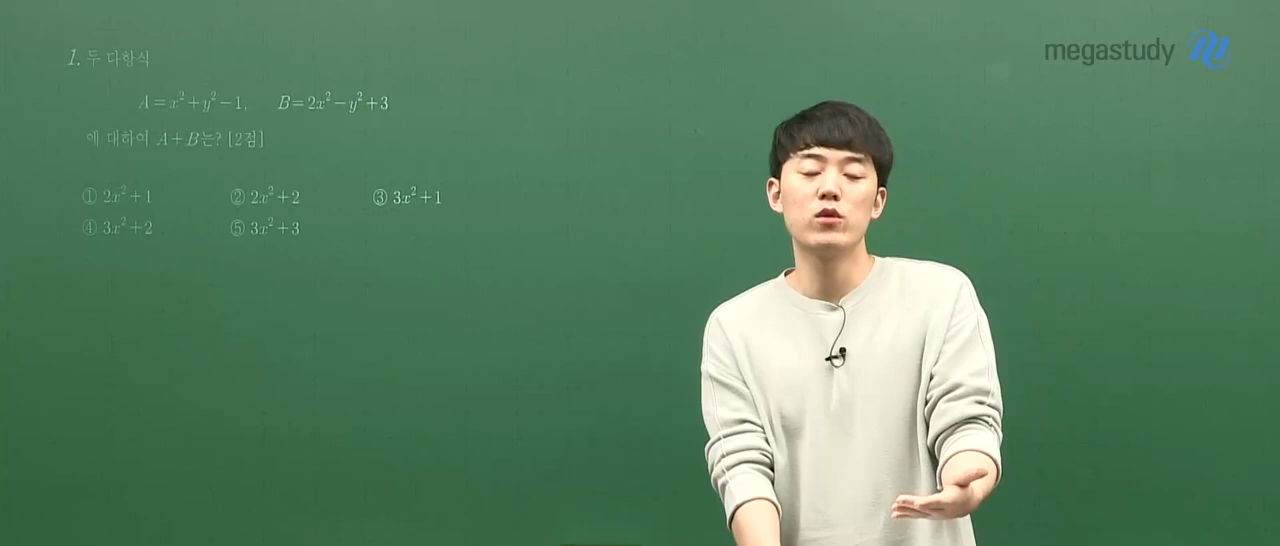 1. 두 다항식
megastudy
A=x²+y²-1, B=2x²-y²+3
에 대하여 A+B는? [2점]
① 2x²+1 ② 2x²+2 ③ 3x²+1
④ 3x²+2 ⑤ 3x²+3